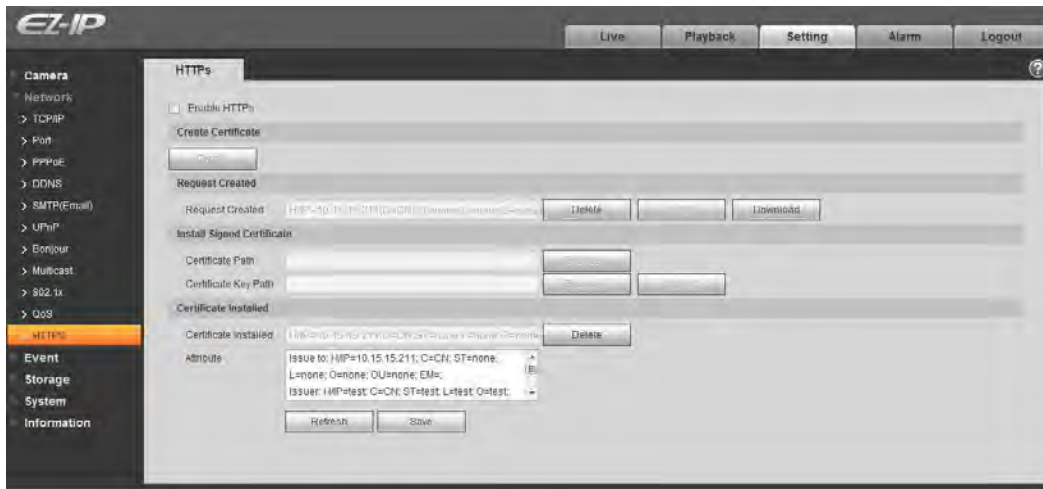 EZ-IP
Live Playback Setting Alarm Logout
Camera
Network
TCP/IP
Port
PPPoE
DDNS
SMTP(Email)
UPnP
Bonjour
Multicast
802.1x
QoS
HTTPs
Event
Storage
System
Information
HTTPs
Enable HTTPs
Create Certificate
Create
Request Created
Request Created Delete Download
Install Signed Certificate
Certificate Path
Certificate Key Path
Certificate Installed
Certificate Installed Delete
Attribute
Issue to: H/IP=10.15.15.211; C=CN; ST=none;
L=none; O=none; OU=none; EM=;
Issuer: H/IP=test; C=CN; ST=test; L=test; O=test;
Refresh Save